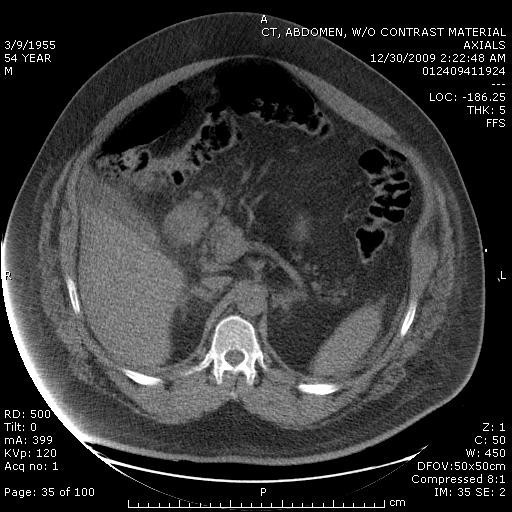 A
CT, ABDOMEN, W/O CONTRAST MATERIAL
3/9/1955
AXIALS
54 YEAR
12/30/2009 2:22:48 AM
M
012409411924
---
LOC: -186.25
THK: 5
FFS
R
L
RD: 500
Tilt: 0
mA: 399
KVp: 120
Acq no: 1
Page: 35 of 100
P
cm
Z: 1
C: 50
W: 450
DFOV:50x50cm
Compressed 8:1
IM: 35 SE: 2